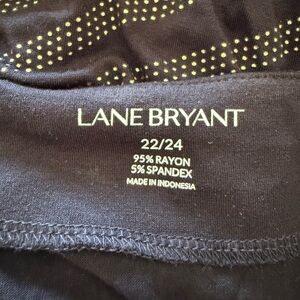 LANE BRYANT
22/24
95% RAYON
5% SPANDEX
MADE IN INDONESIA